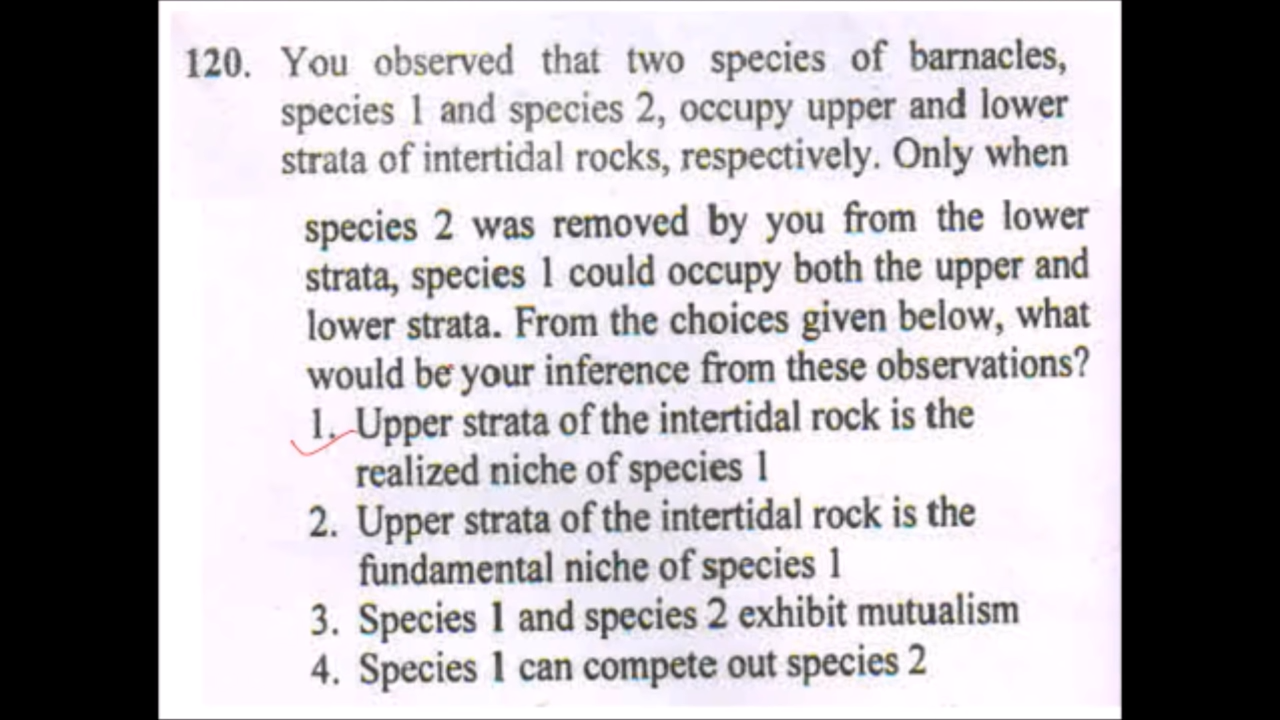 120. You observed that two species of barnacles,
species 1 and species 2, occupy upper and lower
strata of intertidal rocks, respectively. Only when
species 2 was removed by you from the lower
strata, species 1 could occupy both the upper and
lower strata. From the choices given below, what
would be your inference from these observations?
1. Upper strata of the intertidal rock is the
realized niche of species 1
2. Upper strata of the intertidal rock is the
fundamental niche of species 1
3. Species 1 and species 2 exhibit mutualism
4. Species 1 can compete out species 2